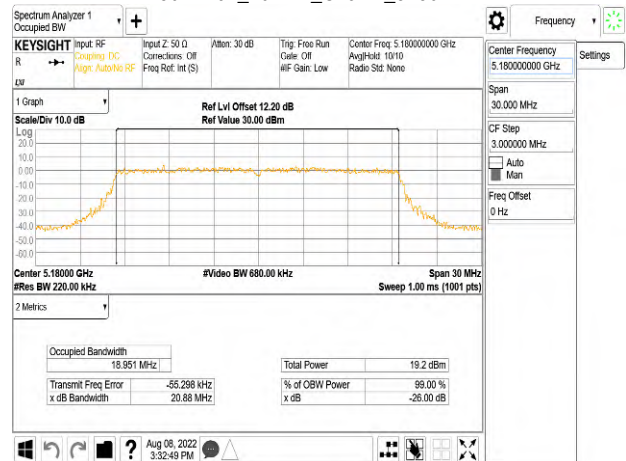 Spectrum Analyzer 1
Occupied BW
Frequency
KEYSIGHT
R
Input: RF
Coupling: DC
Align: Auto/No RF
Input Z: 50 Ω
Corrections: Off
Freq Ref: Int (S)
Atten: 30 dB
Trig: Free Run
Gate: Off
#IF Gain: Low
Center Freq: 5.180000000 GHz
Avg|Hold: 10/10
Radio Std: None
Center Frequency
5.180000000 GHz
Settings
Span
30.000 MHz
CF Step
3.000000 MHz
Auto
Man
Freq Offset
0 Hz
1 Graph
Scale/Div 10.0 dB
Ref Lvl Offset 12.20 dB
Ref Value 30.00 dBm
Log
20.0
10.0
0.00
-10.0
-20.0
-30.0
-40.0
-50.0
-60.0
Center 5.18000 GHz
#Res BW 220.00 kHz
#Video BW 680.00 kHz
Span 30 MHz
Sweep 1.00 ms (1001 pts)
2 Metrics
Occupied Bandwidth
18.951 MHz
Transmit Freq Error -55.298 kHz
x dB Bandwidth 20.88 MHz
Total Power 19.2 dBm
% of OBW Power 99.00 %
x dB -26.00 dB
?
Aug 08, 2022
3:32:49 PM